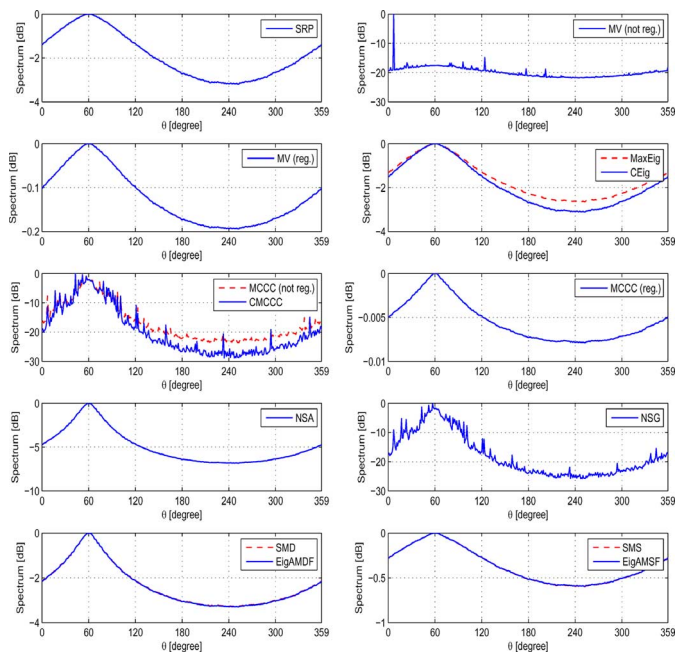 Spectrum [dB]
0
−2
−4
SRP
0 60 120 180 240 300 359
θ [degree]
Spectrum [dB]
0
−10
−20
−30
MV (not reg.)
0 60 120 180 240 300 359
θ [degree]
Spectrum [dB]
0
−0.1
−0.2
MV (reg.)
0 60 120 180 240 300 359
θ [degree]
Spectrum [dB]
0
−2
−4
MaxEig
CEig
0 60 120 180 240 300 359
θ [degree]
Spectrum [dB]
0
−10
−20
−30
MCCC (not reg.)
CMCCC
0 60 120 180 240 300 359
θ [degree]
Spectrum [dB]
0
−0.005
−0.01
MCCC (reg.)
0 60 120 180 240 300 359
θ [degree]
Spectrum [dB]
0
−5
−10
NSA
0 60 120 180 240 300 359
θ [degree]
Spectrum [dB]
0
−10
−20
−30
NSG
0 60 120 180 240 300 359
θ [degree]
Spectrum [dB]
0
−2
−4
SMD
EigAMDF
0 60 120 180 240 300 359
θ [degree]
Spectrum [dB]
0
−0.5
−1
SMS
EigAMSF
0 60 120 180 240 300 359
θ [degree]